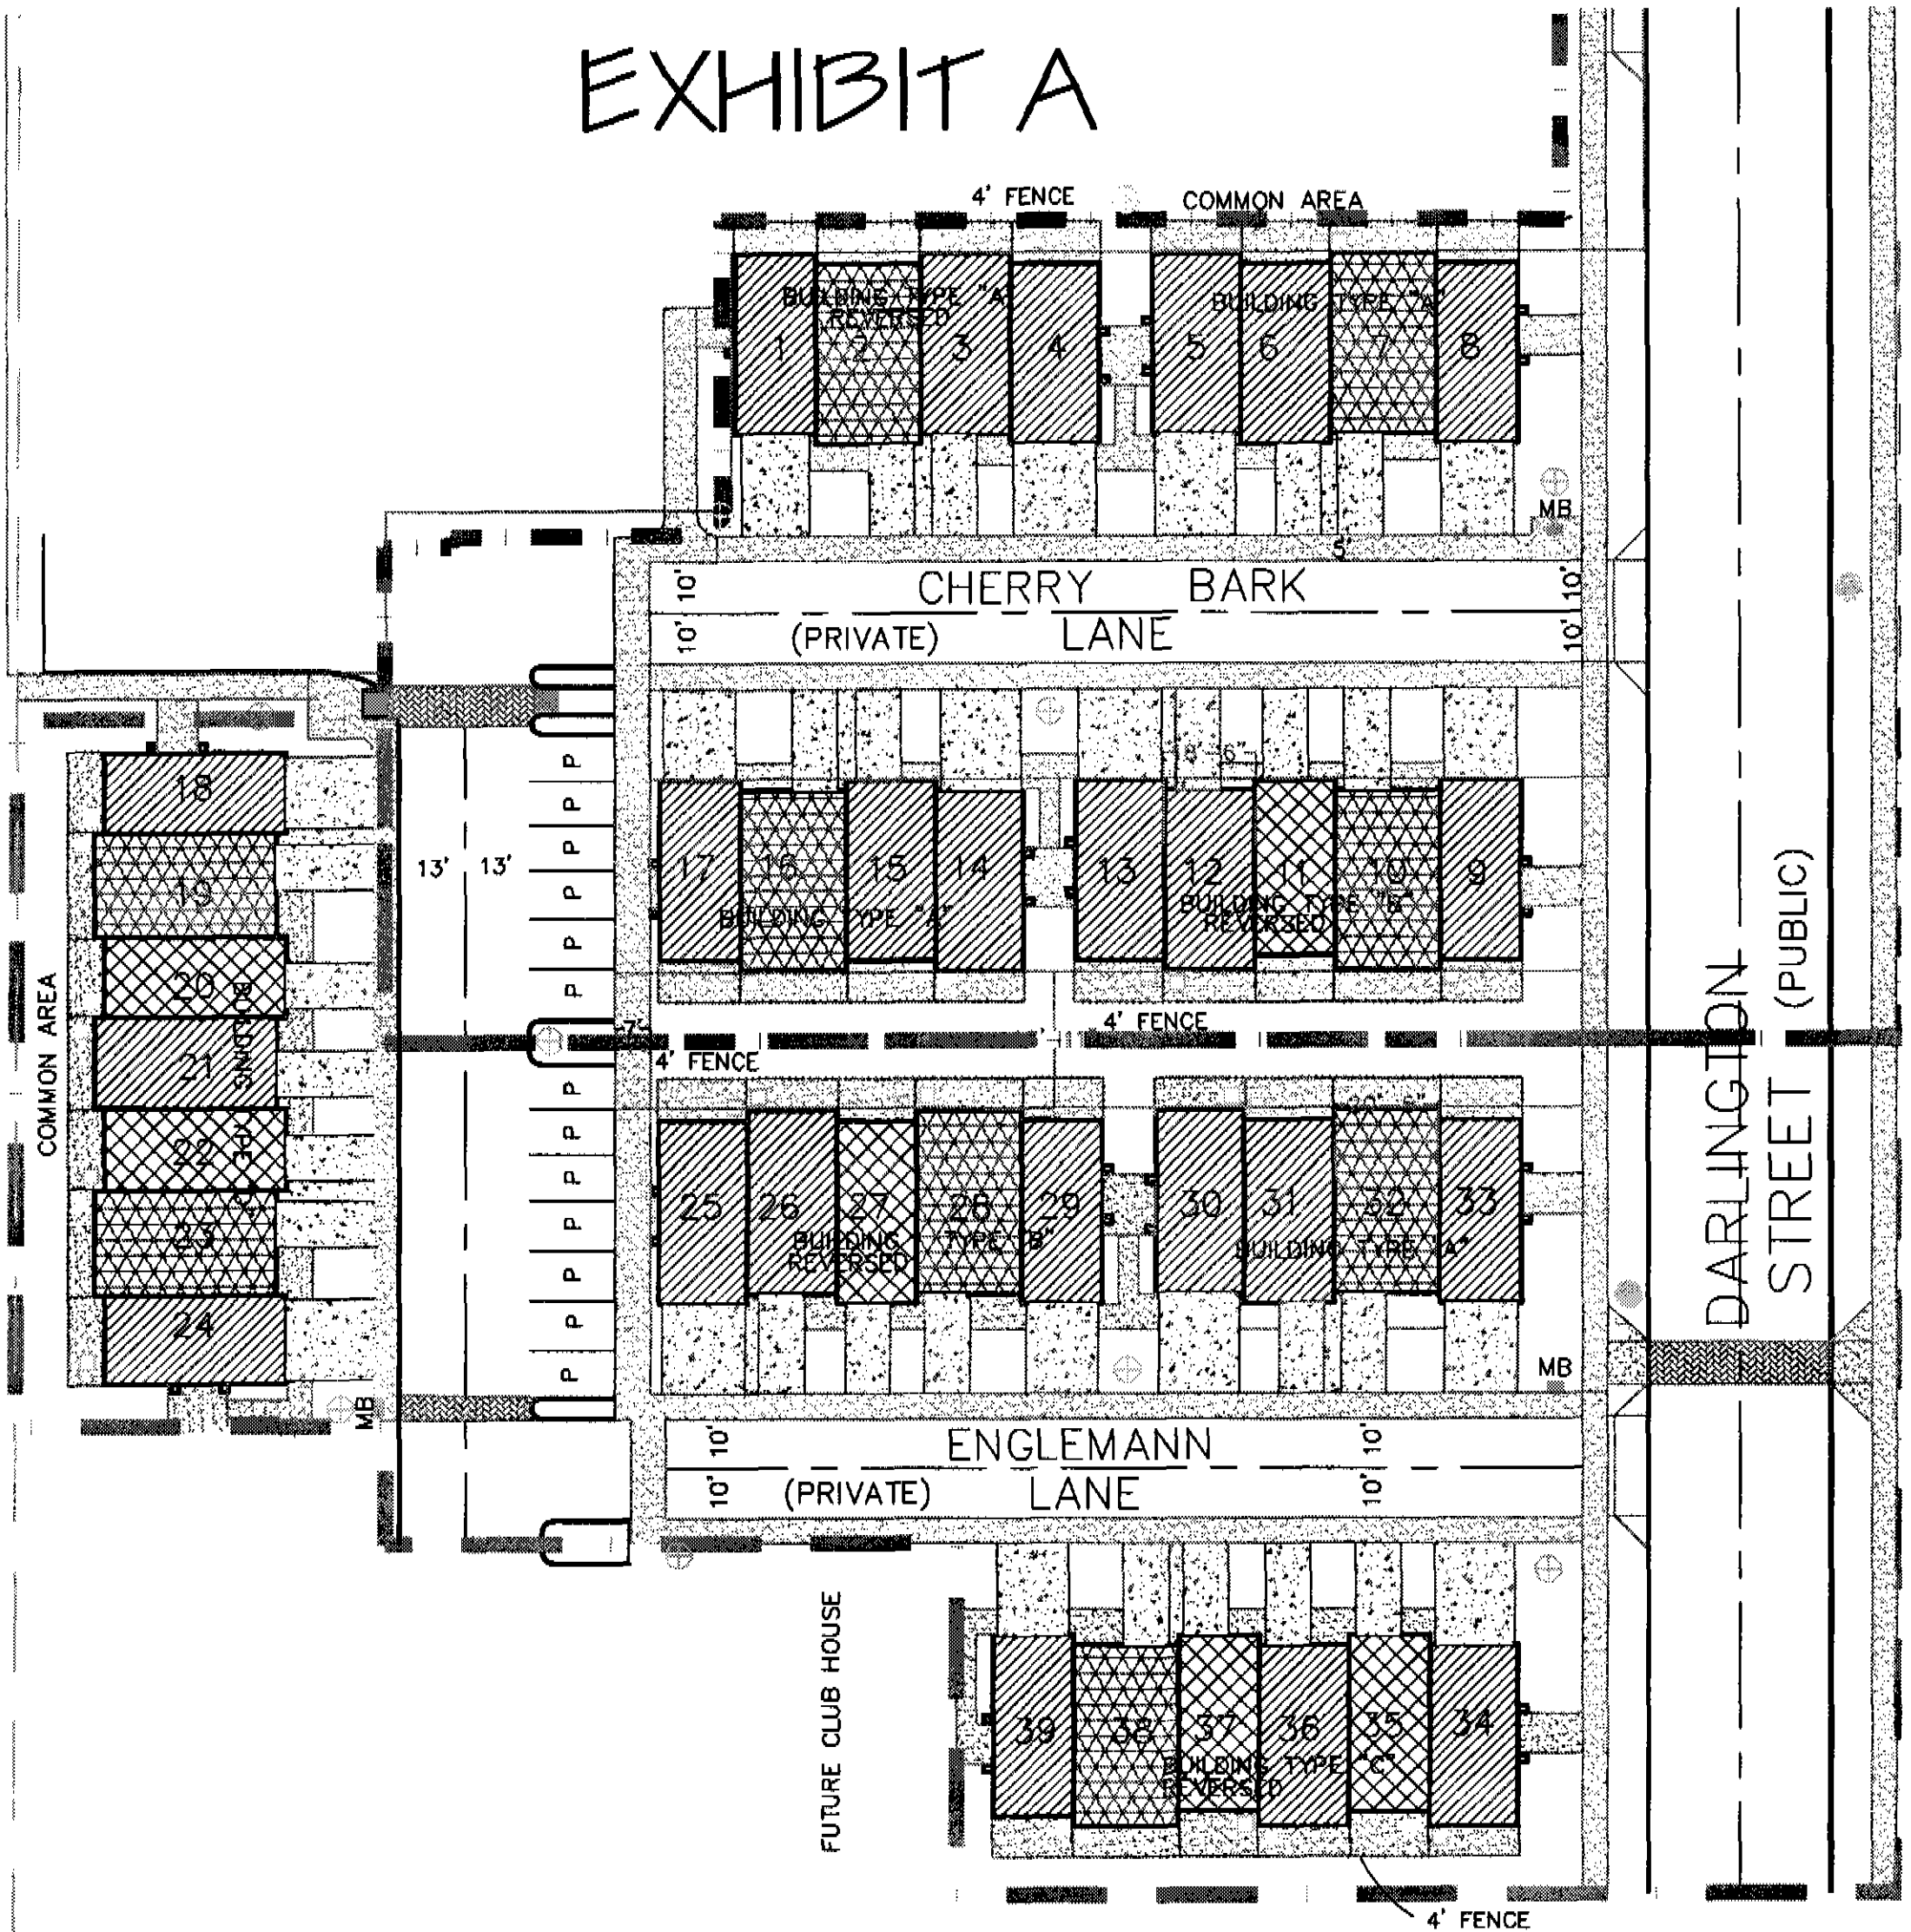 EXHIBIT A
4' FENCE
COMMON AREA
BUILDING TYPE "A"
REVERSED
BUILDING TYPE "A"
1 2 3 4 5 6 7 8
MB
5'
CHERRY BARK
LANE
(PRIVATE)
10' 10'
10' 10'
18
19
20
21
22
23
24
COMMON AREA
BUILDING
MB
13' 13'
P
P
P
P
P
P
P
P
P
P
P
P
P
17 16 15 14 13 12 11 10 9
BUILDING TYPE "A"
BUILDING TYPE "B"
REVERSED
7'
4' FENCE
4' FENCE
25 26 27 28 29 30 31 32 33
BUILDING TYPE "B"
REVERSED
BUILDING TYPE "A"
MB
DARLINGTON
STREET (PUBLIC)
ENGLEMANN
LANE
(PRIVATE)
10' 10'
10' 10'
FUTURE CLUB HOUSE
39 38 37 36 35 34
BUILDING TYPE "C"
REVERSED
4' FENCE